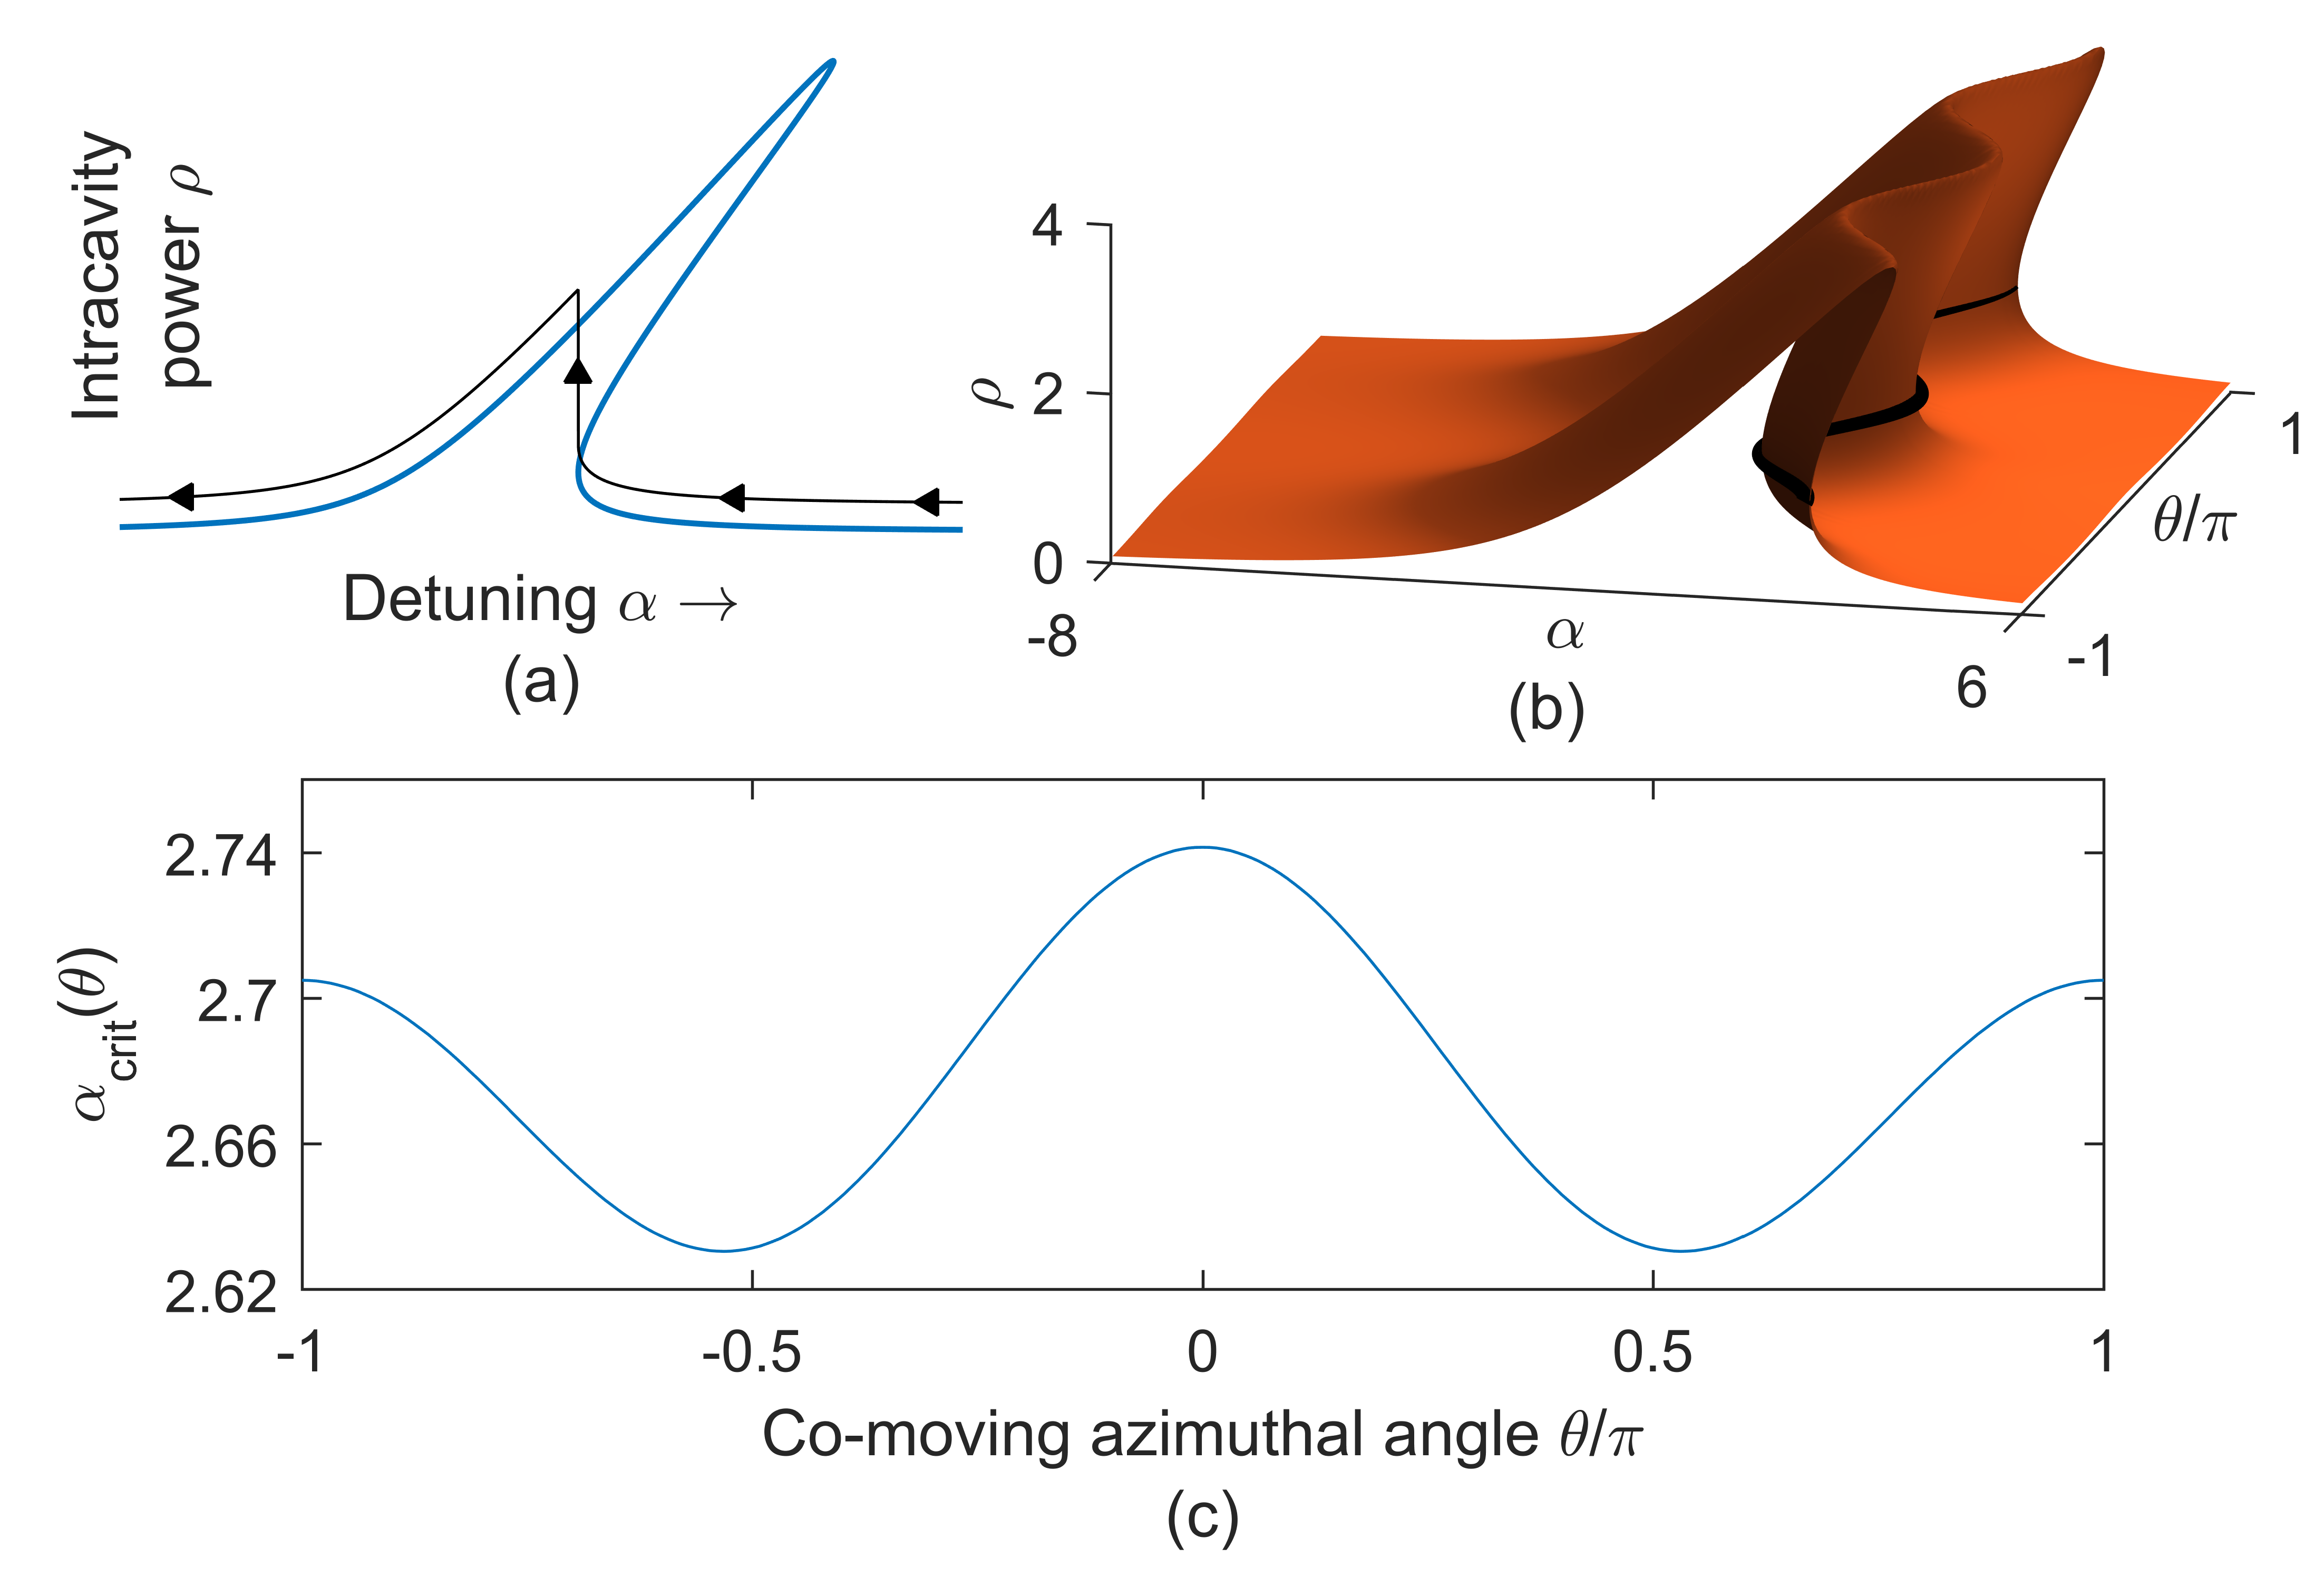 Intracavity
power ρ
Detuning α →
(a)
4
2
0
ρ
-8
α
6
-1
1
θ/π
(b)
2.74
2.7
2.66
2.62
α_crit(θ)
-1
-0.5
0
0.5
1
Co-moving azimuthal angle θ/π
(c)